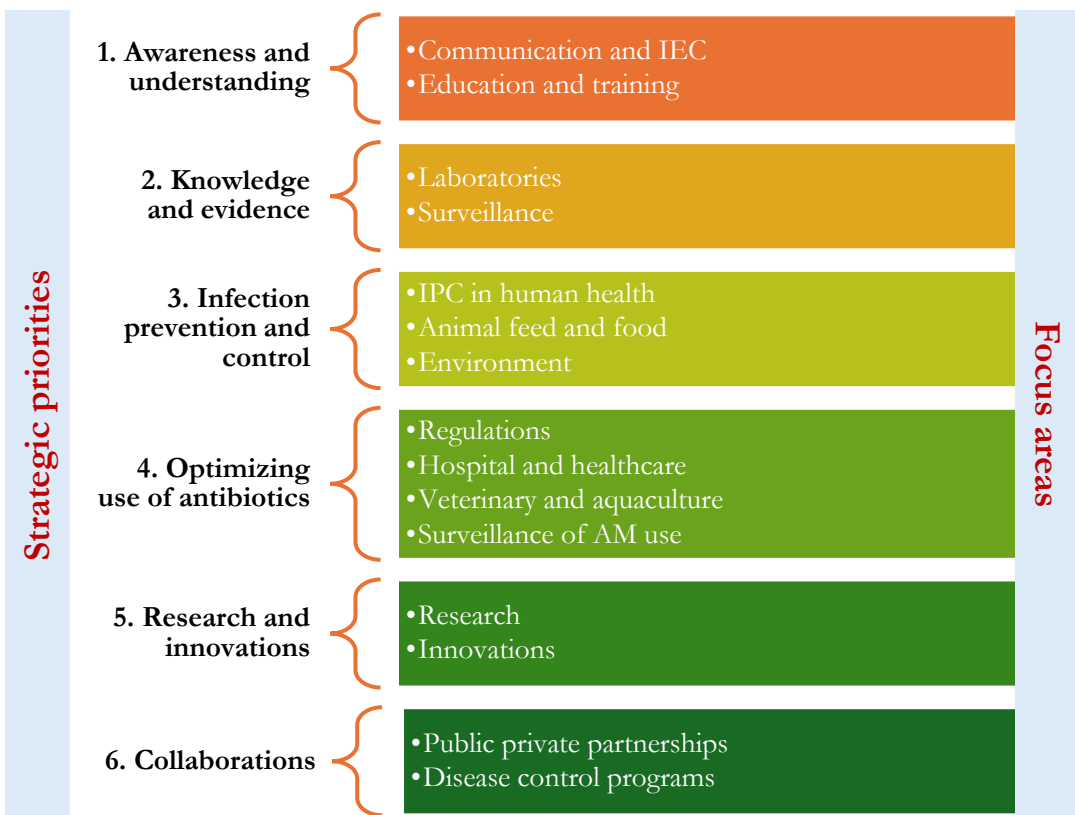 Strategic priorities
1. Awareness and
understanding
•Communication and IEC
•Education and training
2. Knowledge
and evidence
•Laboratories
•Surveillance
3. Infection
prevention and
control
•IPC in human health
•Animal feed and food
•Environment
4. Optimizing
use of antibiotics
•Regulations
•Hospital and healthcare
•Veterinary and aquaculture
•Surveillance of AM use
5. Research and
innovations
•Research
•Innovations
6. Collaborations
•Public private partnerships
•Disease control programs
Focus areas